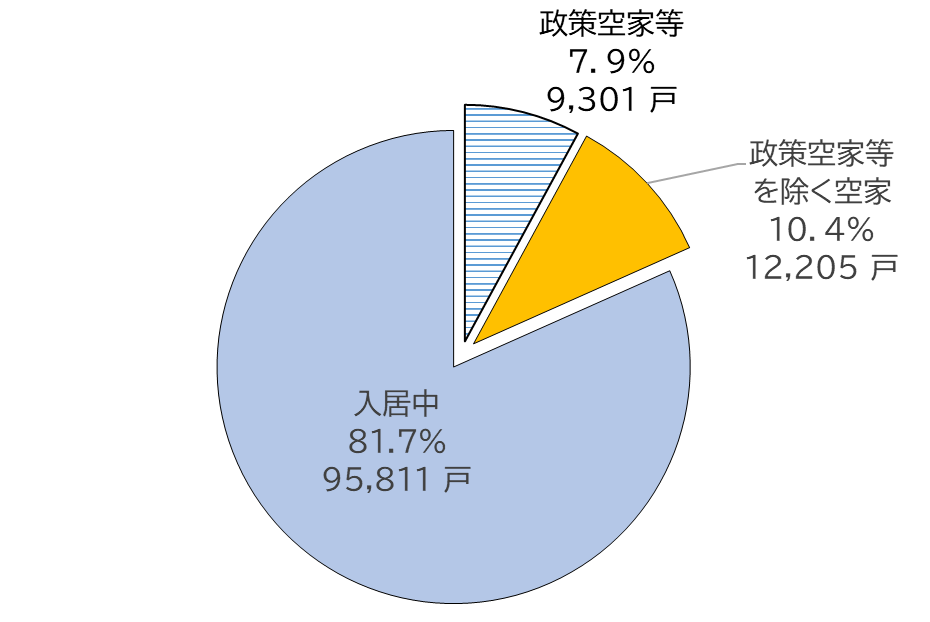 政策空家等
7.9%
9,301 戸
政策空家等
を除く空家
10.4%
12,205 戸
入居中
81.7%
95,811 戸